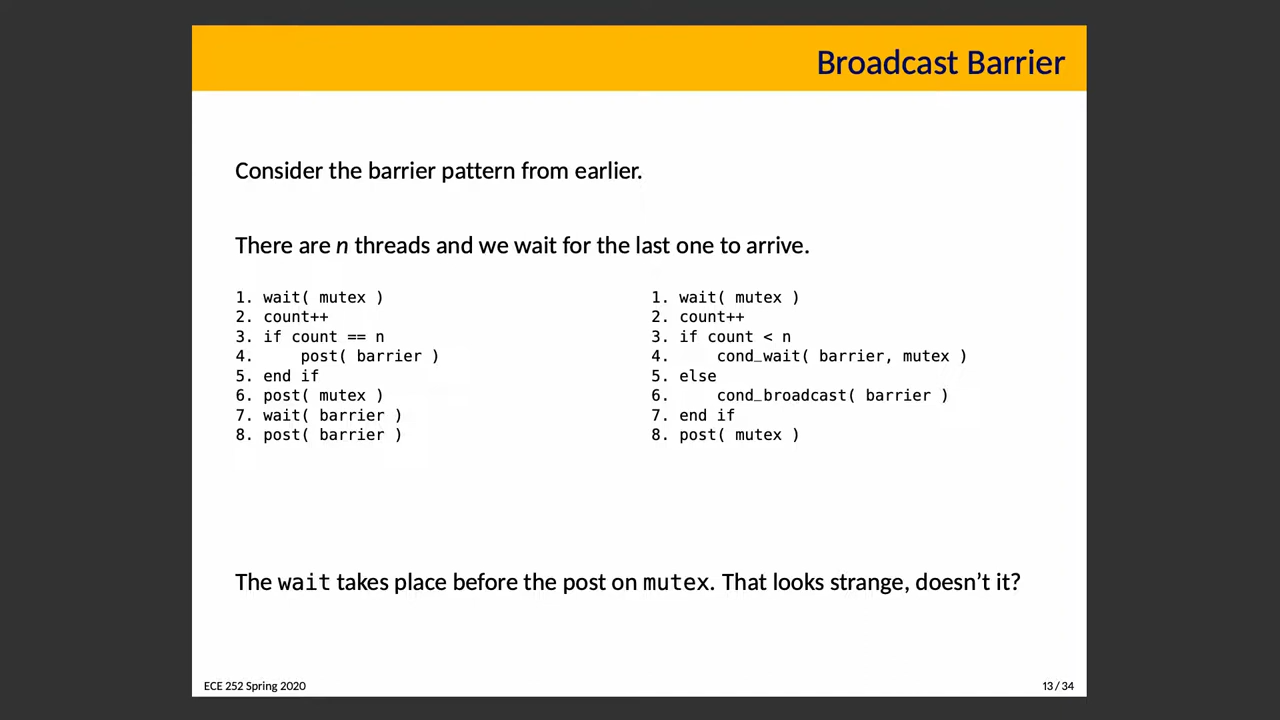 Broadcast Barrier
Consider the barrier pattern from earlier.
There are n threads and we wait for the last one to arrive.
1. wait( mutex )
2. count++
3. if count == n
4.     post( barrier )
5. end if
6. post( mutex )
7. wait( barrier )
8. post( barrier )
1. wait( mutex )
2. count++
3. if count < n
4.     cond_wait( barrier, mutex )
5. else
6.     cond_broadcast( barrier )
7. end if
8. post( mutex )
The wait takes place before the post on mutex. That looks strange, doesn’t it?
ECE 252 Spring 2020
13 / 34